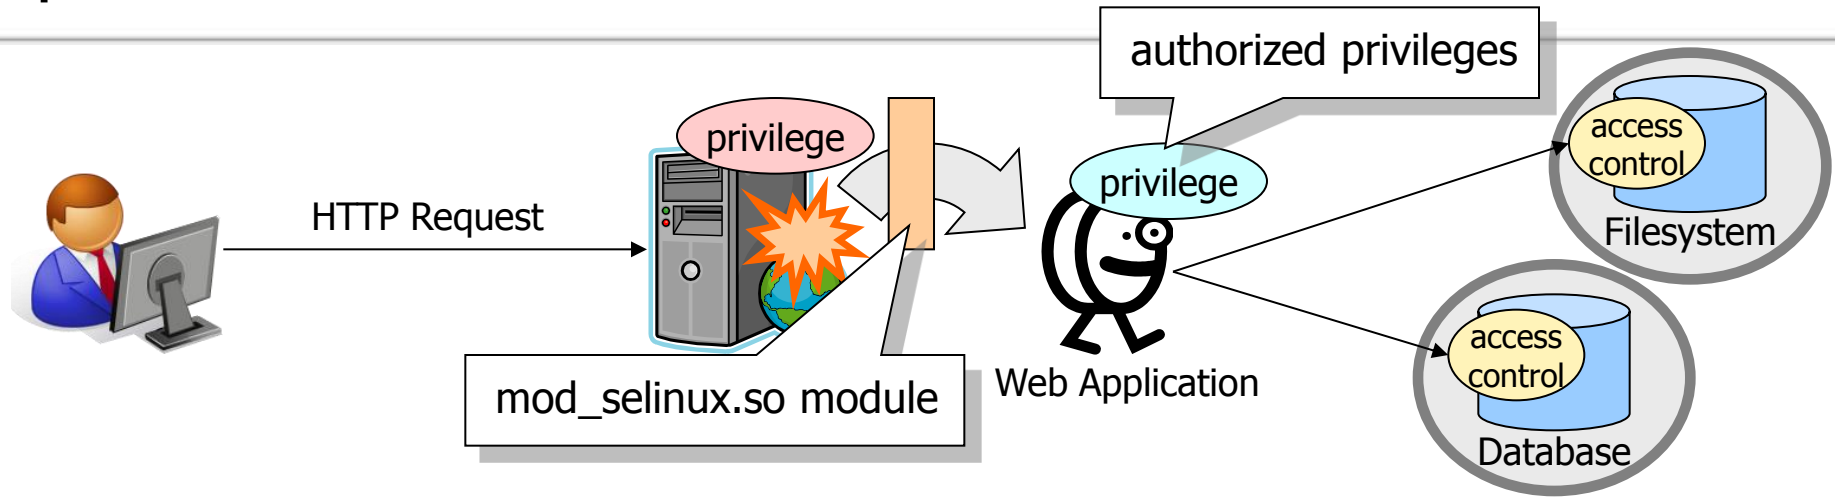 authorized privileges
privilege
HTTP Request
privilege
access
control
Filesystem
mod_selinux.so module
Web Application
access
control
Database